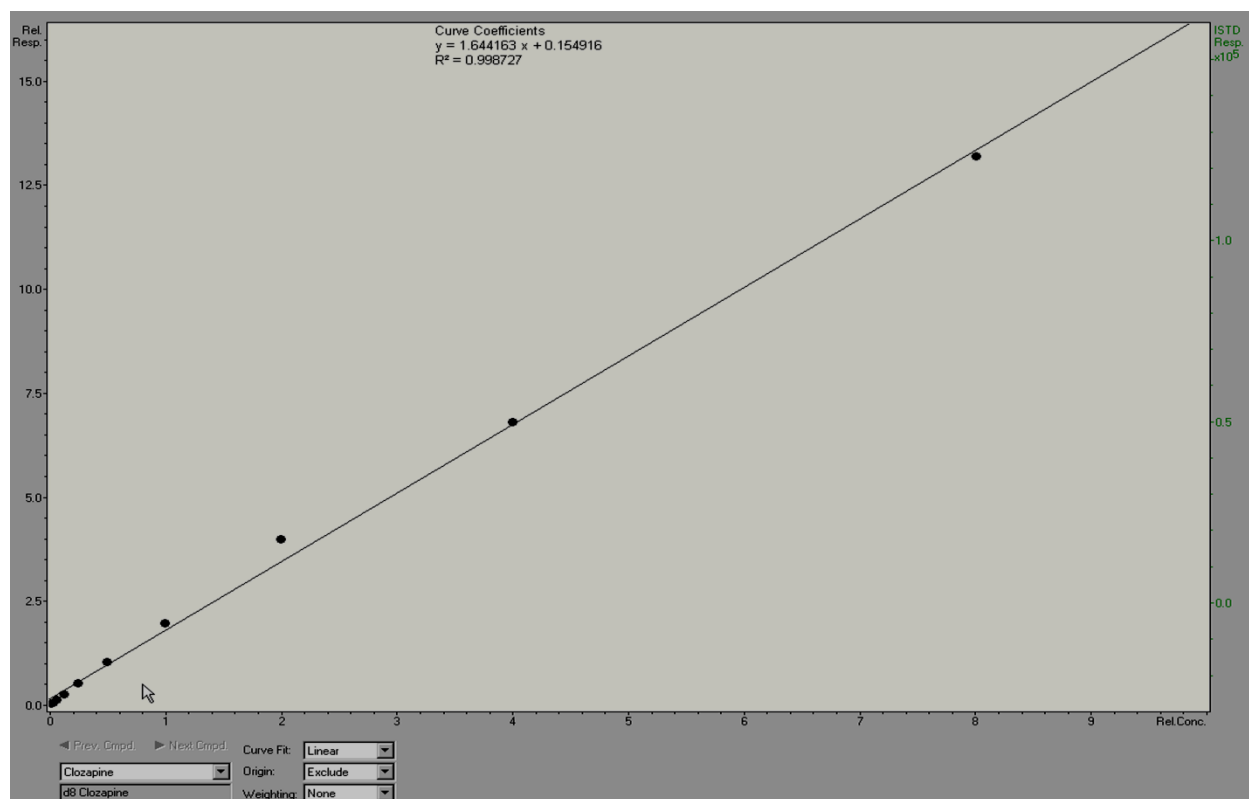 Rel.
Resp.
Curve Coefficients
y = 1.644163 x + 0.154916
R² = 0.998727
ISTD
Resp.
x10⁵
15.0
12.5
10.0
7.5
5.0
2.5
0.0
1.0
0.5
0.0
0 1 2 3 4 5 6 7 8 9 Rel.Conc.
Prev. Cmpd. Next Cmpd.
Curve Fit: Linear
Clozapine Origin: Exclude
d8 Clozapine Weighting: None